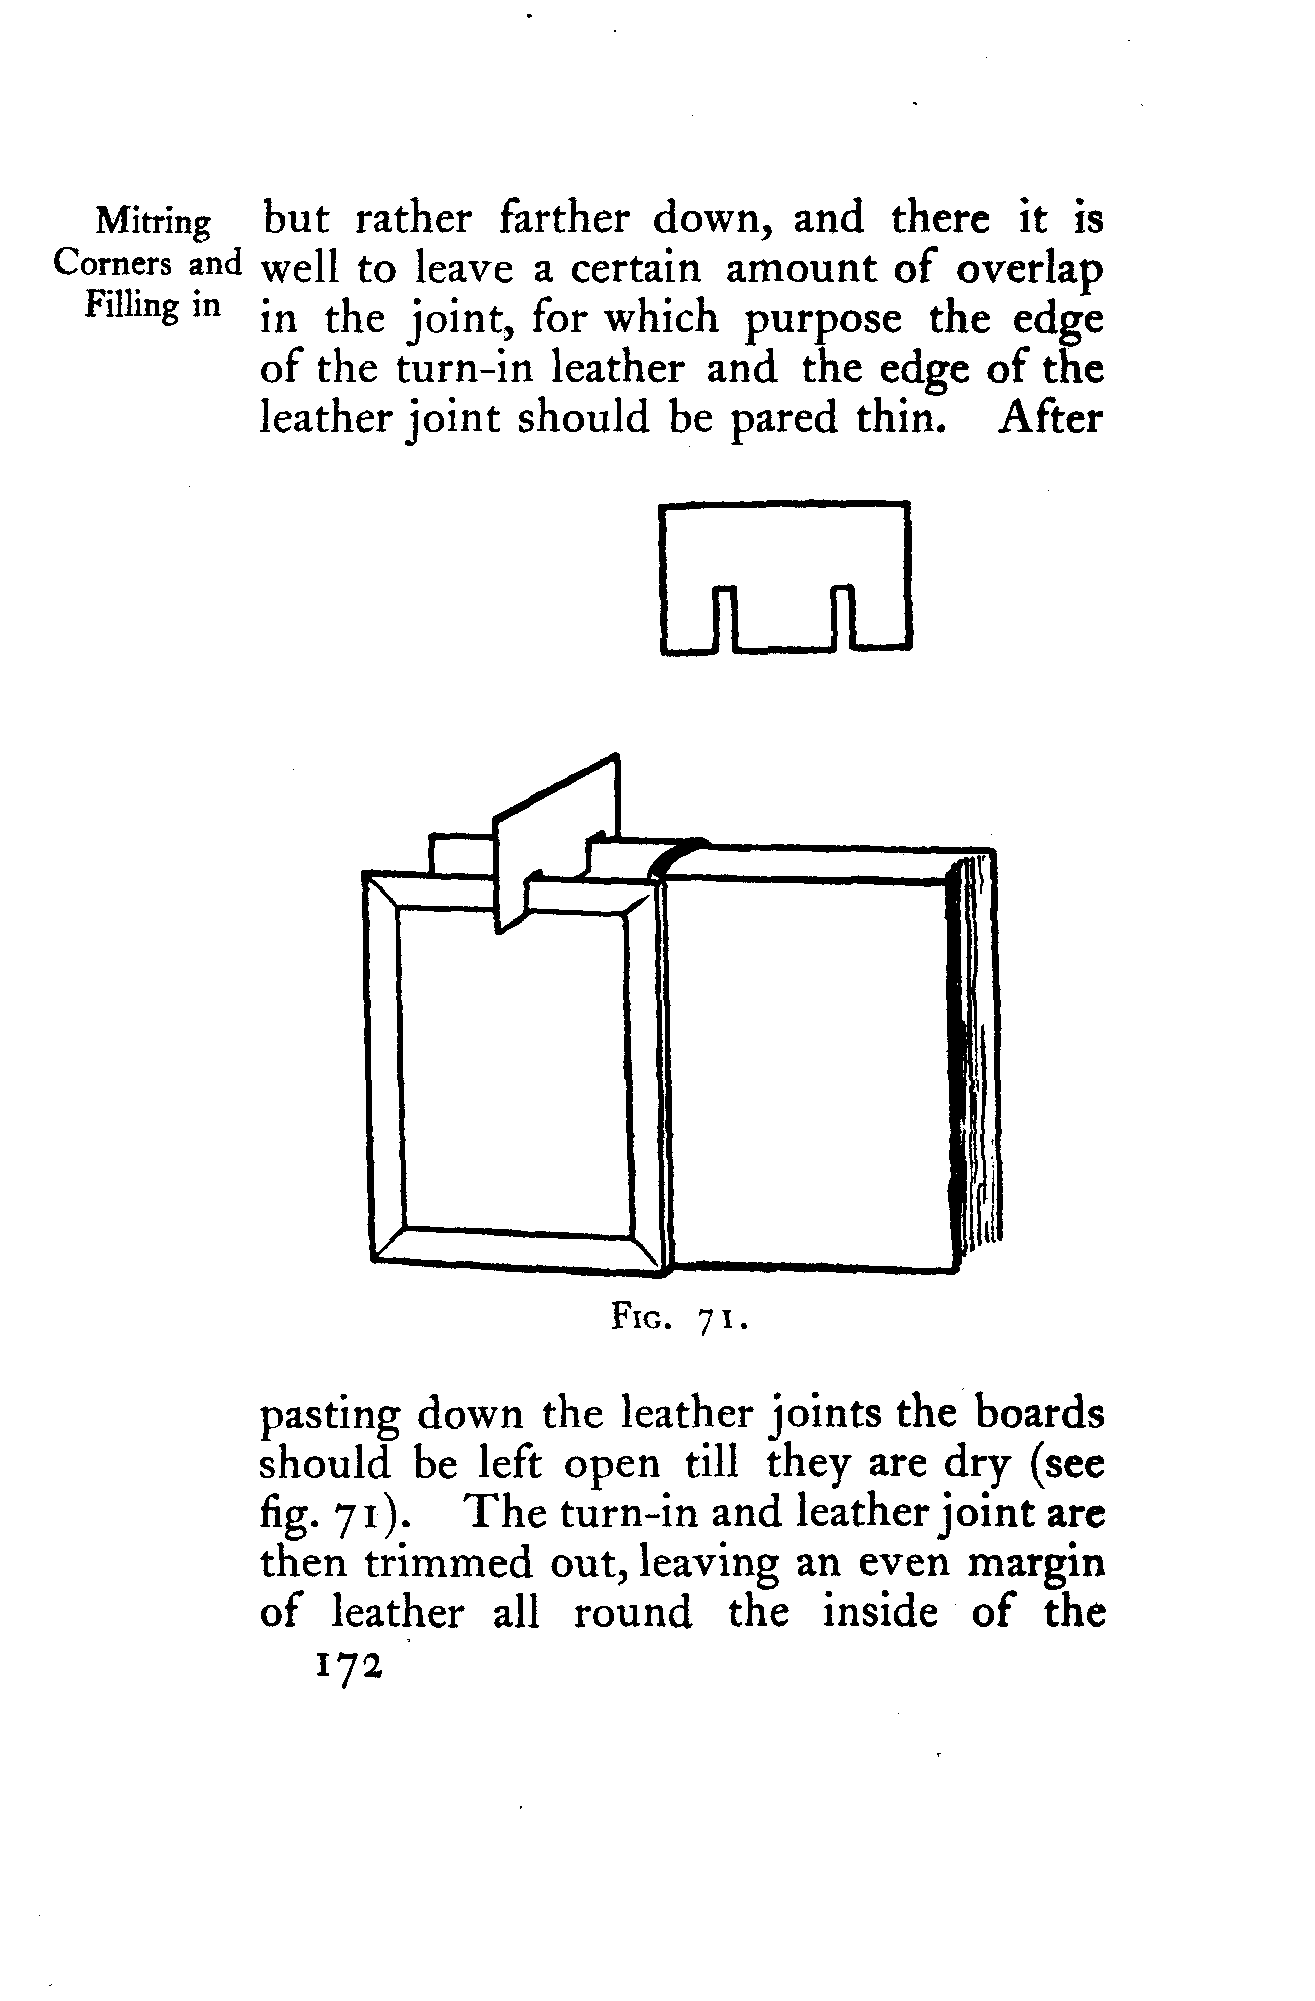 Mitring
Corners and
Filling in
but rather farther down, and there it is
well to leave a certain amount of overlap
in the joint, for which purpose the edge
of the turn-in leather and the edge of the
leather joint should be pared thin. After
Fig. 71.
pasting down the leather joints the boards
should be left open till they are dry (see
fig. 71). The turn-in and leather joint are
then trimmed out, leaving an even margin
of leather all round the inside of the
172